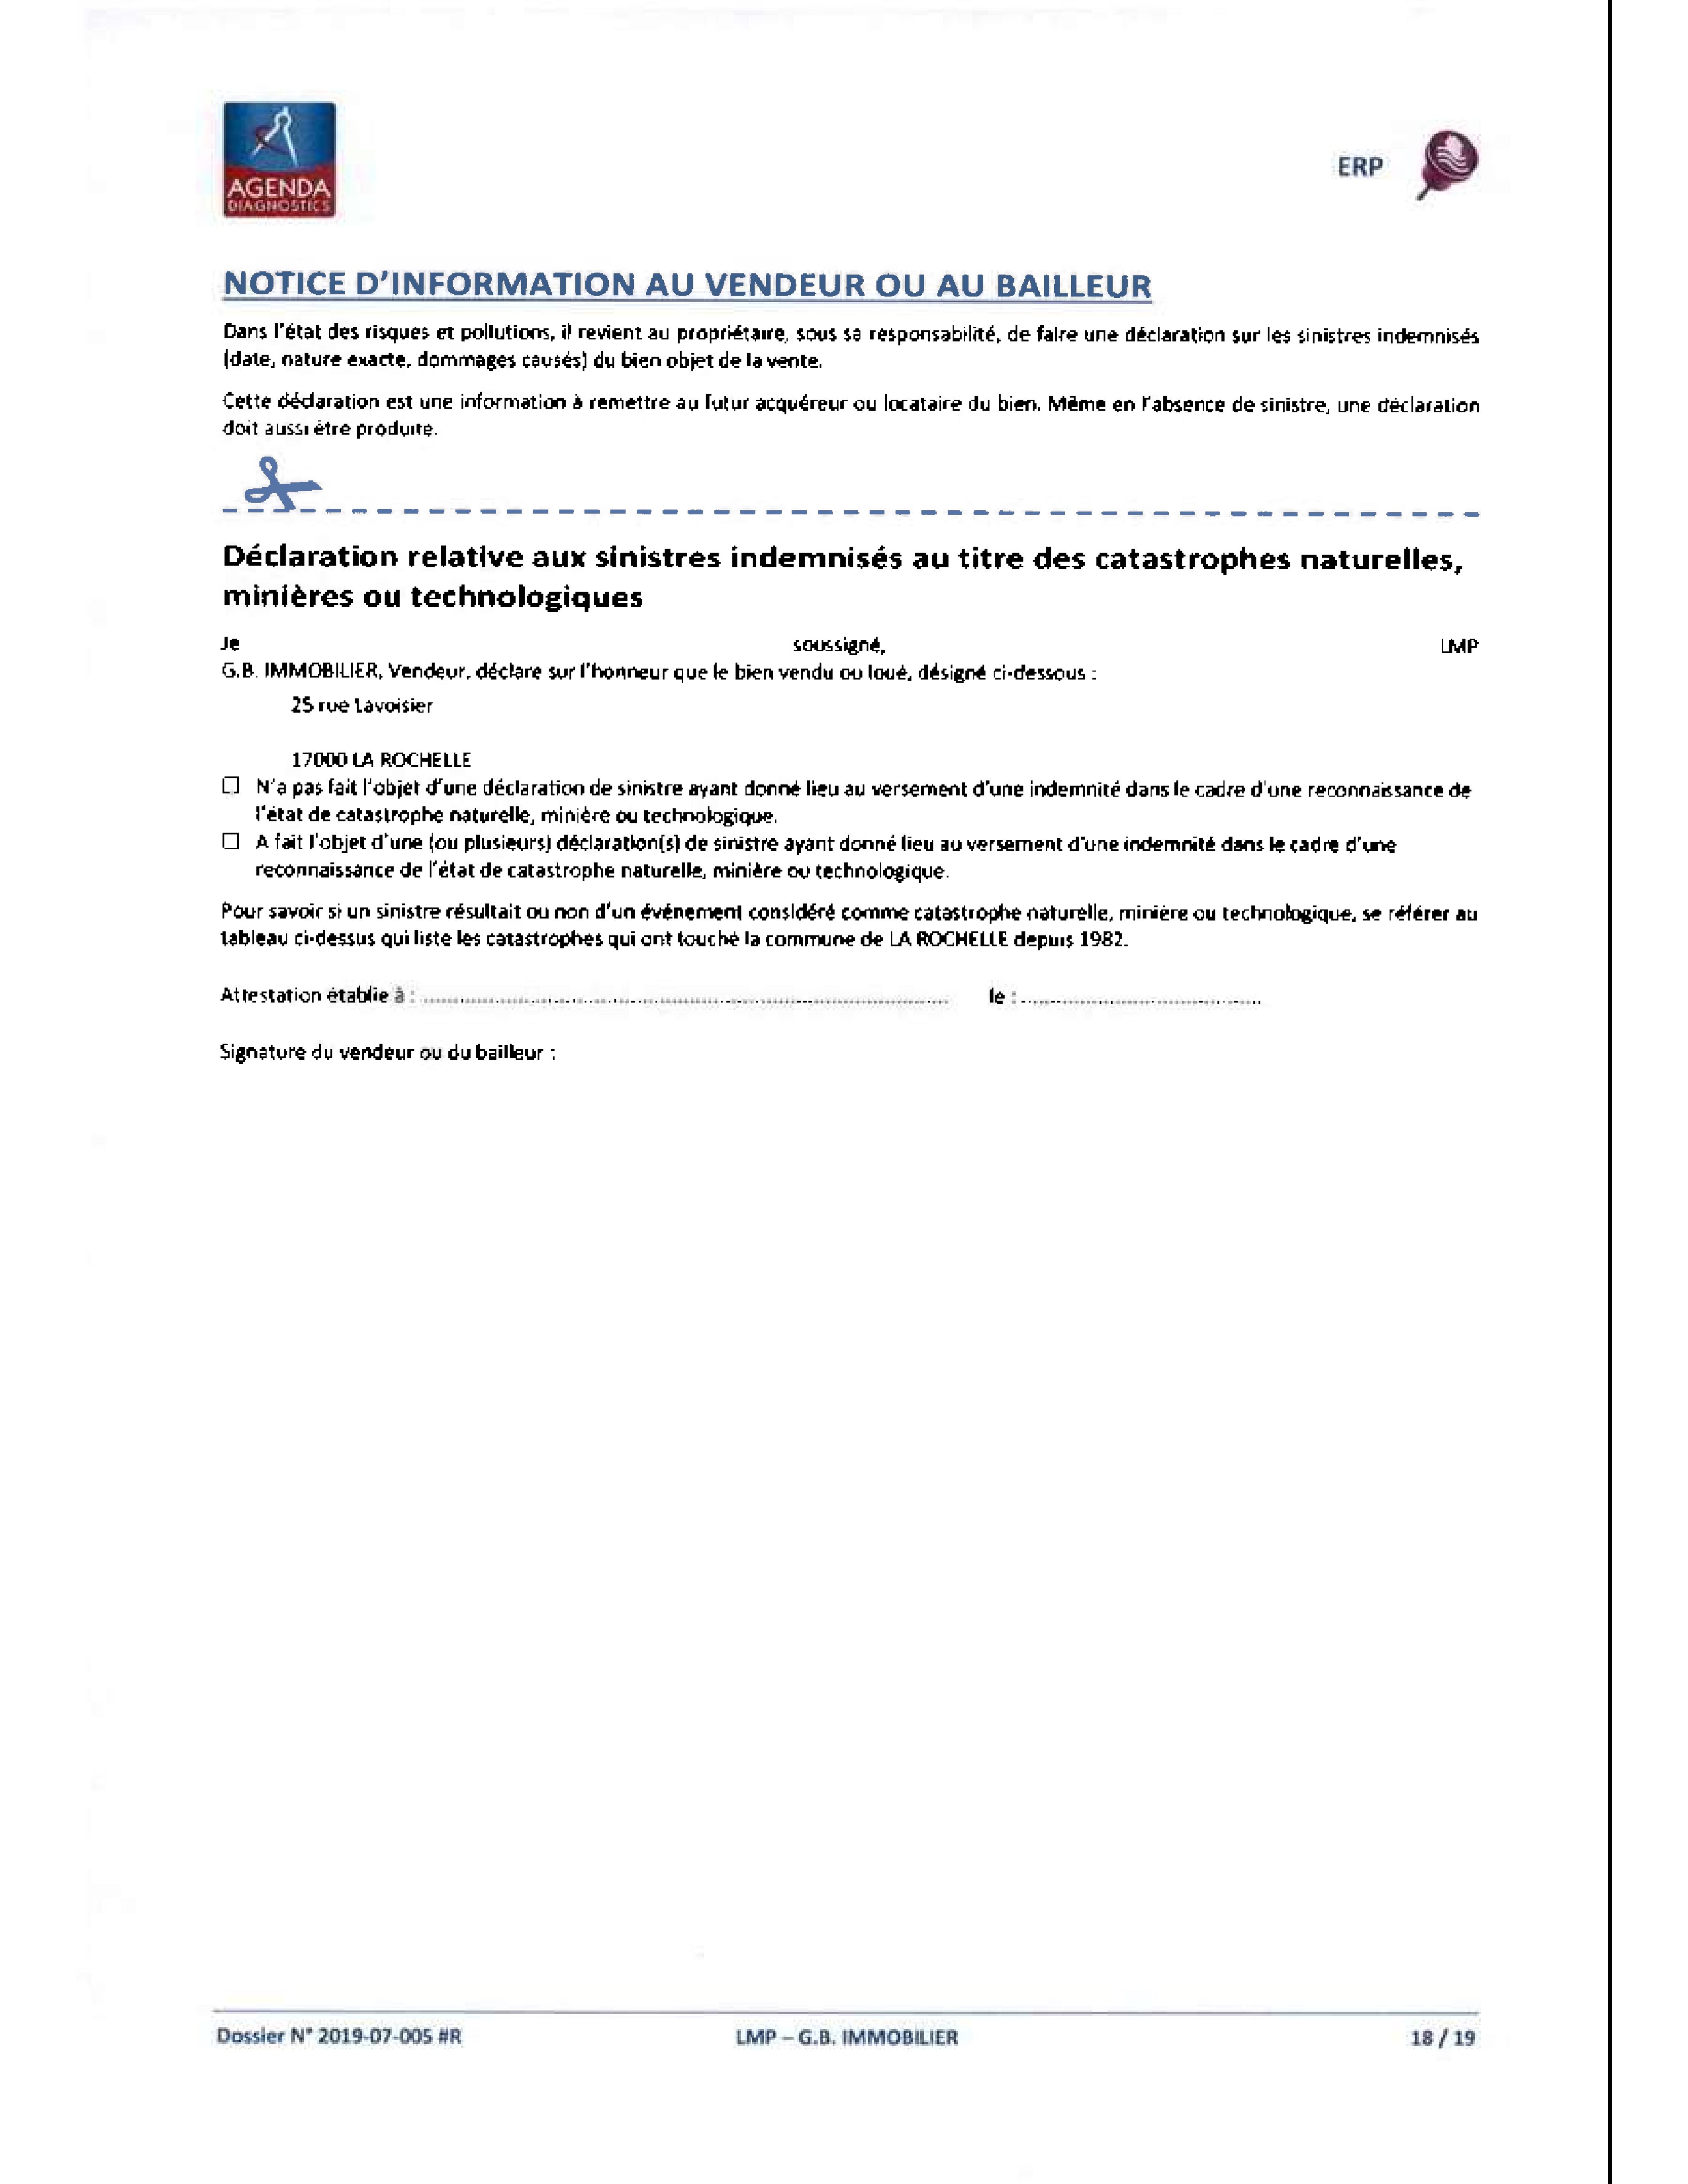 AGENDA
DIAGNOSTICS
ERP
NOTICE D'INFORMATION AU VENDEUR OU AU BAILLEUR
Dans l'état des risques et pollutions, il revient au propriétaire, sous sa responsabilité, de faire une déclaration sur les sinistres indemnisés
(date, nature exacte, dommages causés) du bien objet de la vente.
Cette déclaration est une information à remettre au futur acquéreur ou locataire du bien. Même en l'absence de sinistre, une déclaration
doit aussi être produite.
Déclaration relative aux sinistres indemnisés au titre des catastrophes naturelles,
minières ou technologiques
Je soussigné, LMP
G.B. IMMOBILIER, Vendeur, déclare sur l'honneur que le bien vendu ou loué, désigné ci-dessous :
25 rue Lavoisier
17000 LA ROCHELLE
☐ N'a pas fait l'objet d'une déclaration de sinistre ayant donné lieu au versement d'une indemnité dans le cadre d'une reconnaissance de
l'état de catastrophe naturelle, minière ou technologique.
☐ A fait l'objet d'une (ou plusieurs) déclaration(s) de sinistre ayant donné lieu au versement d'une indemnité dans le cadre d'une
reconnaissance de l'état de catastrophe naturelle, minière ou technologique.
Pour savoir si un sinistre résultait ou non d'un événement considéré comme catastrophe naturelle, minière ou technologique, se référer au
tableau ci-dessus qui liste les catastrophes qui ont touché la commune de LA ROCHELLE depuis 1982.
Attestation établie à : ........................................ le : ....................
Signature du vendeur ou du bailleur :
Dossier N° 2019-07-005 #R LMP – G.B. IMMOBILIER 18 / 19